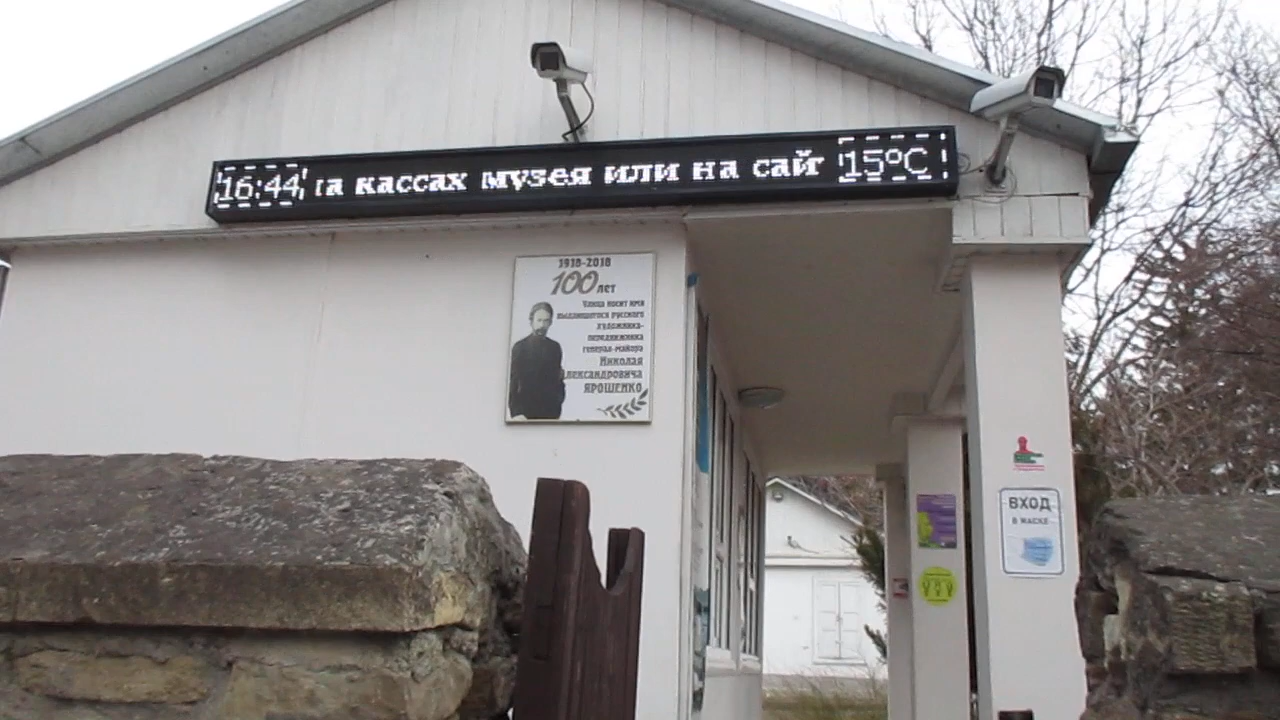 16:44 на кассах музея или на сай 15°C
1918-2018
100 лет
Улица носит имя
выдающегося русского
художника-
передвижника
генерал-майора
Николая
Александровича
ЯРОШЕНКО
ВХОД
В МАСКЕ